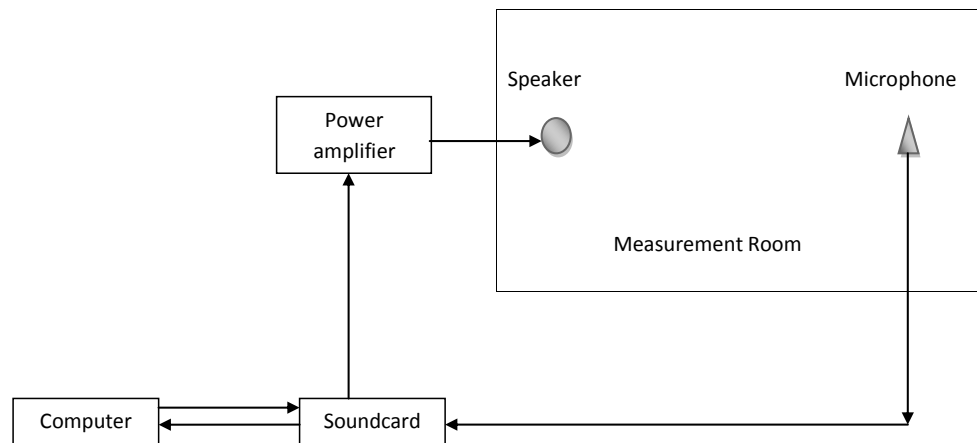 Speaker
Microphone
Power
amplifier
Measurement Room
Computer
Soundcard